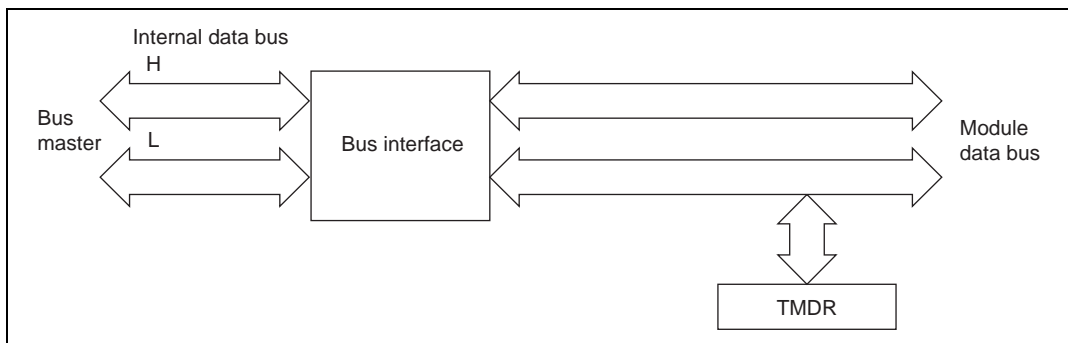 Internal data bus
H
Bus
master
L
Bus interface
Module
data bus
TMDR